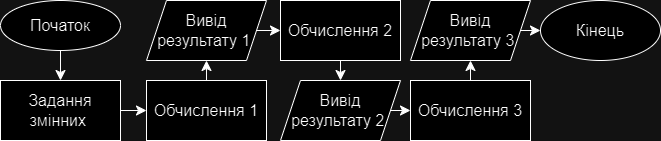 Початок
Задання
змінних
Обчислення 1
Вивід
результату 1
Обчислення 2
Вивід
результату 2
Обчислення 3
Вивід
результату 3
Кінець